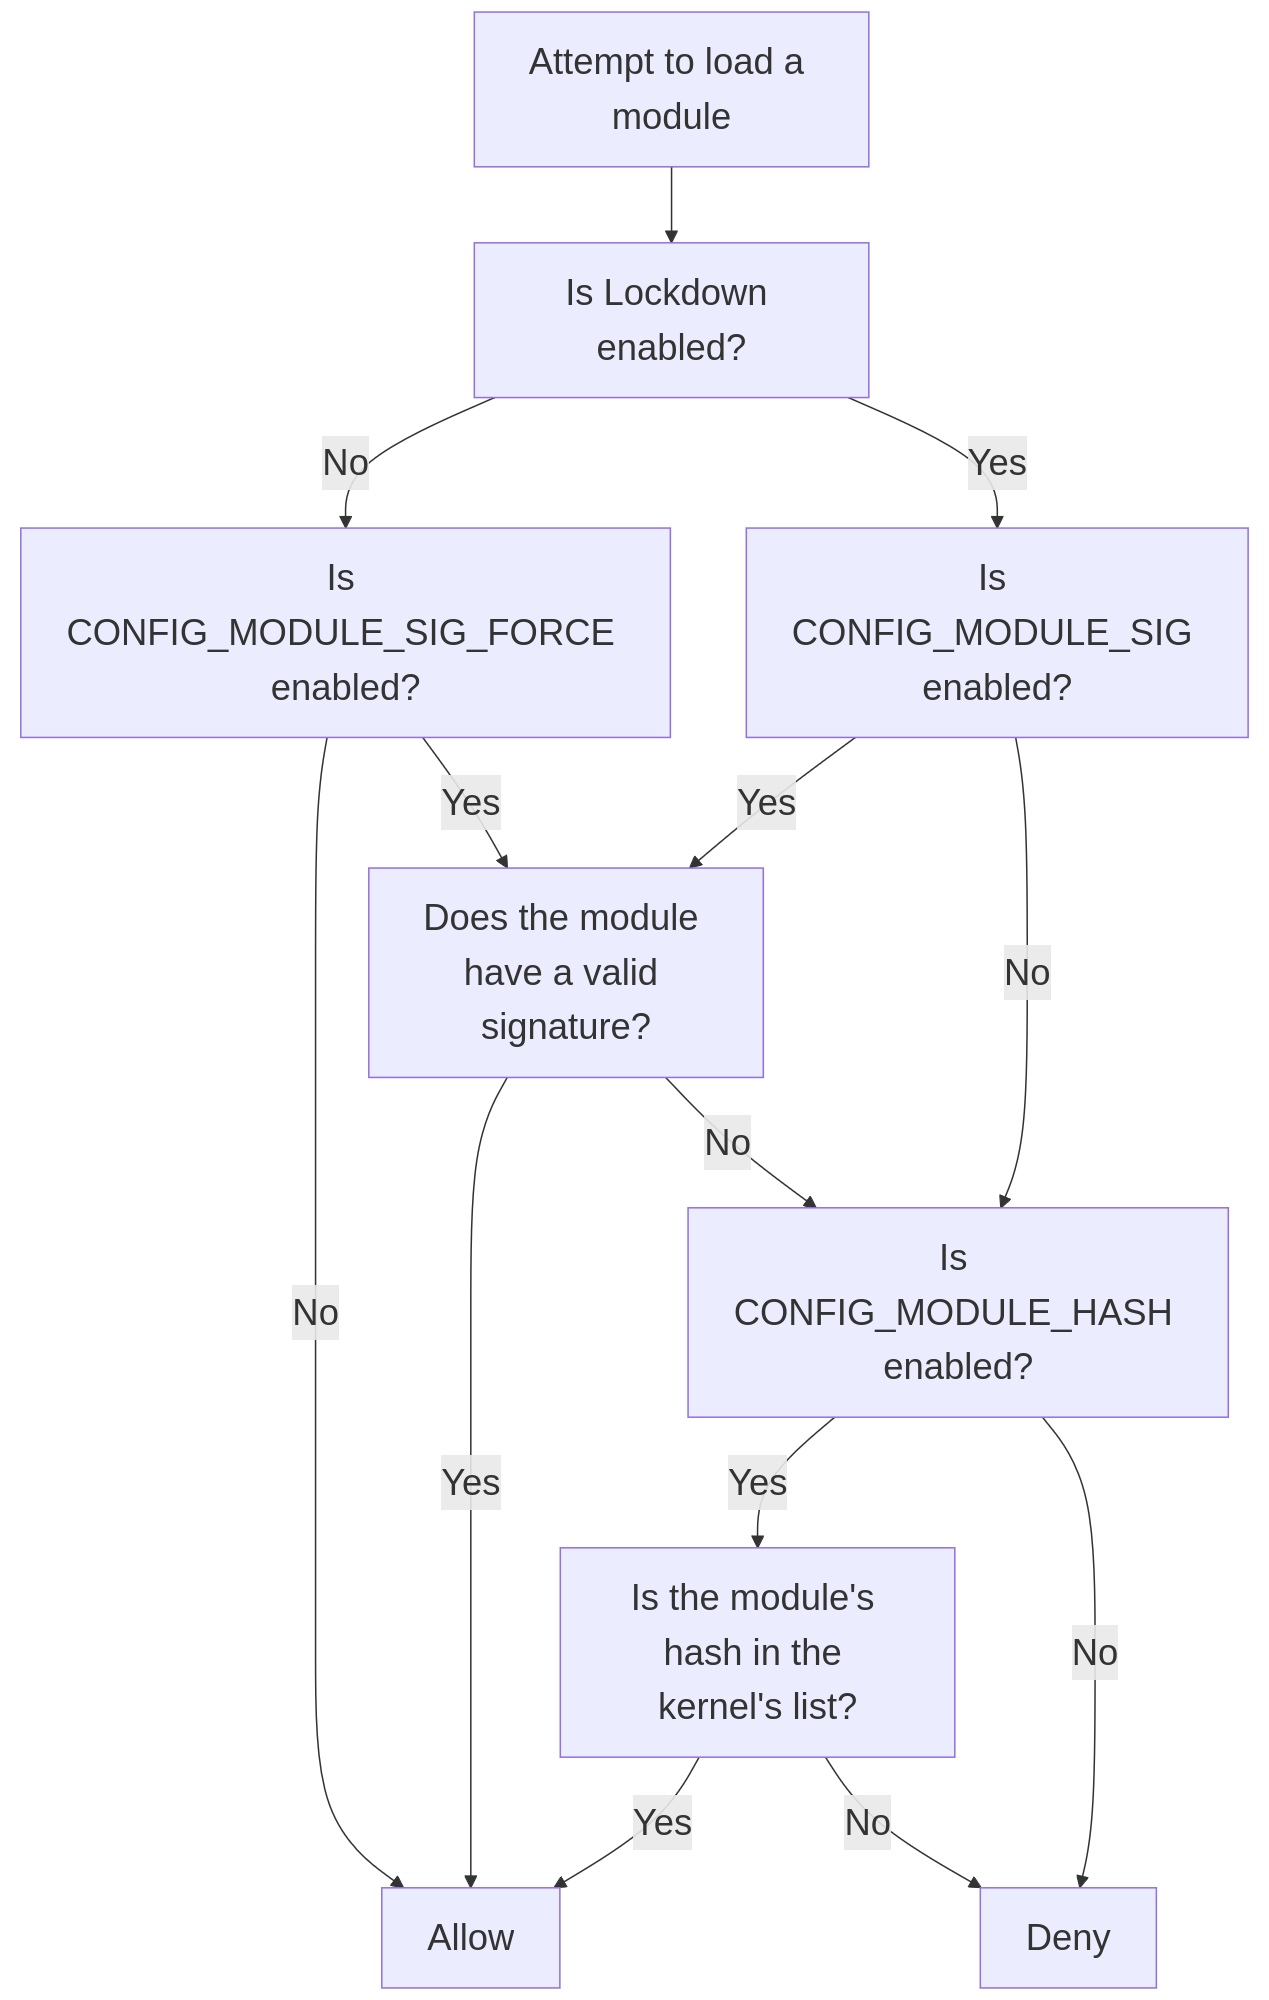 Attempt to load a
module
Is Lockdown
enabled?
No
Yes
Is
CONFIG_MODULE_SIG_FORCE
enabled?
Is
CONFIG_MODULE_SIG
enabled?
Yes
Yes
Does the module
have a valid
signature?
No
No
Is
CONFIG_MODULE_HASH
enabled?
No
Yes
Yes
Is the module's
hash in the
kernel's list?
No
Yes
No
Allow
Deny